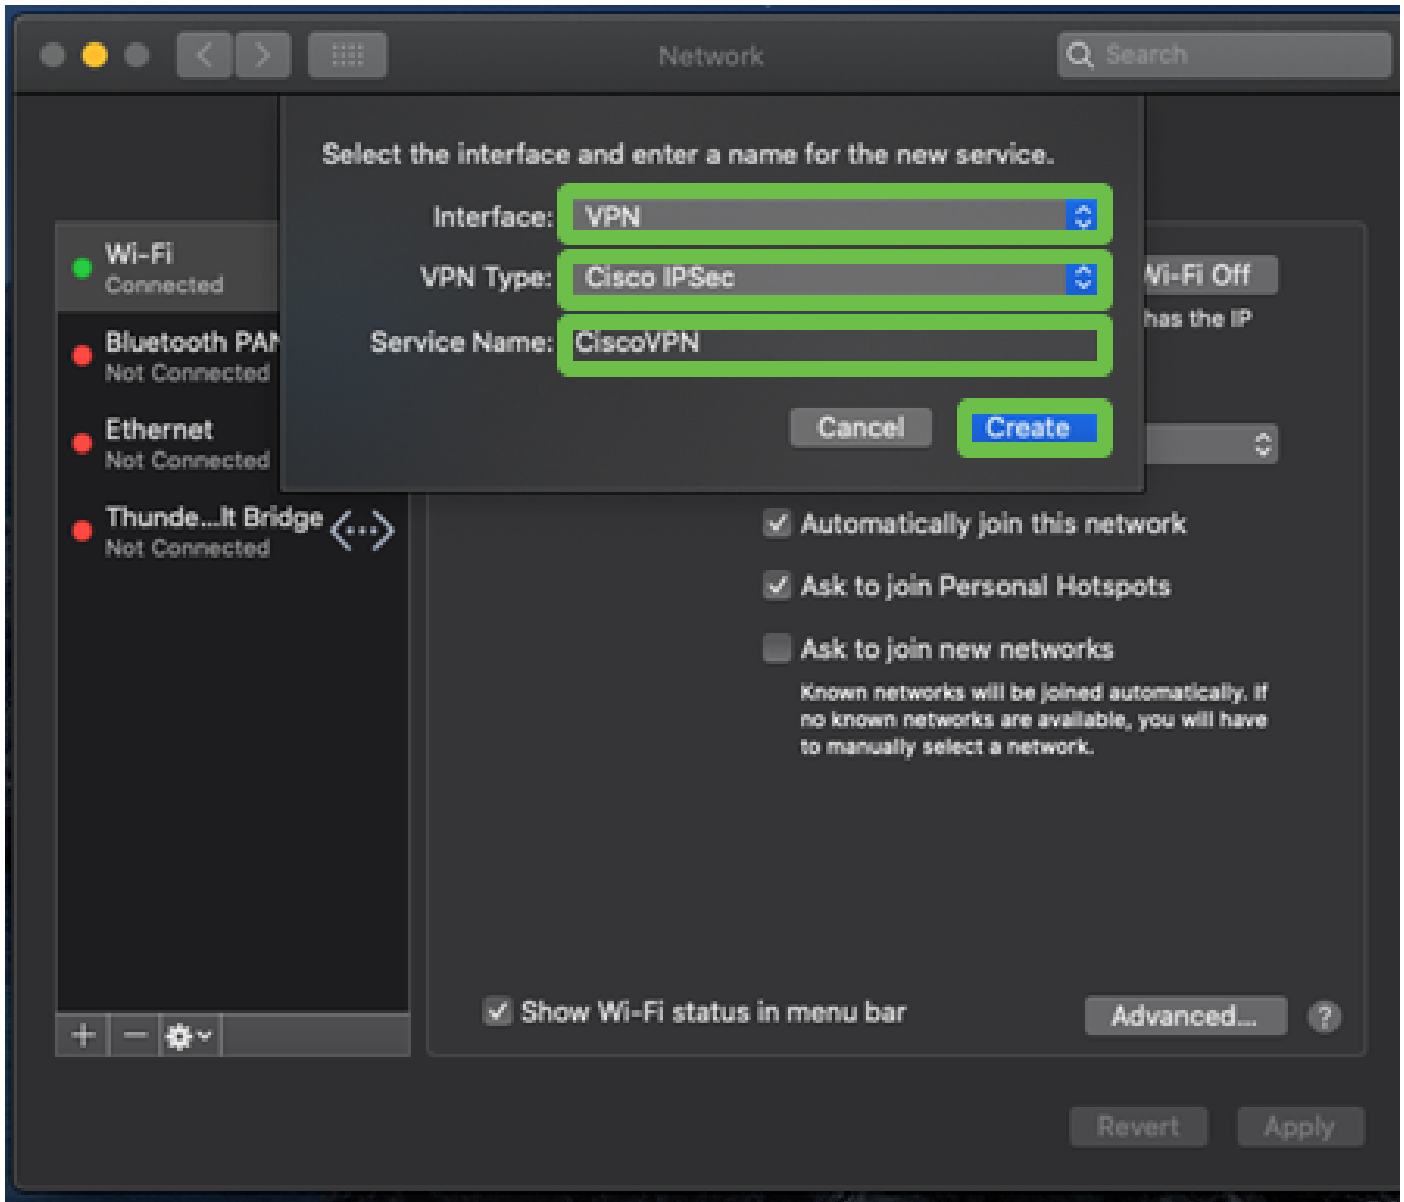 Network
Search
Select the interface and enter a name for the new service.
Interface: VPN
VPN Type: Cisco IPSec
Service Name: CiscoVPN
Cancel
Create
Wi-Fi
Connected
Bluetooth PAN
Not Connected
Ethernet
Not Connected
Thunde...lt Bridge
Not Connected
Wi-Fi Off
has the IP
Automatically join this network
Ask to join Personal Hotspots
Ask to join new networks
Known networks will be joined automatically. If
no known networks are available, you will have
to manually select a network.
Show Wi-Fi status in menu bar
Advanced...
?
Revert
Apply